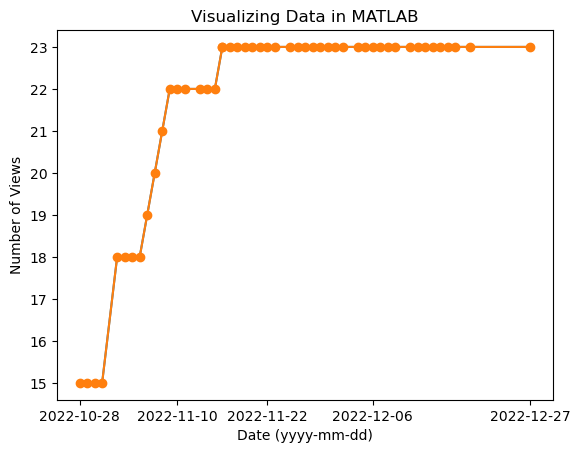 Visualizing Data in MATLAB
23
22
21
20
19
18
17
16
15
Number of Views
2022-10-28 2022-11-10 2022-11-22 2022-12-06 2022-12-27
Date (yyyy-mm-dd)